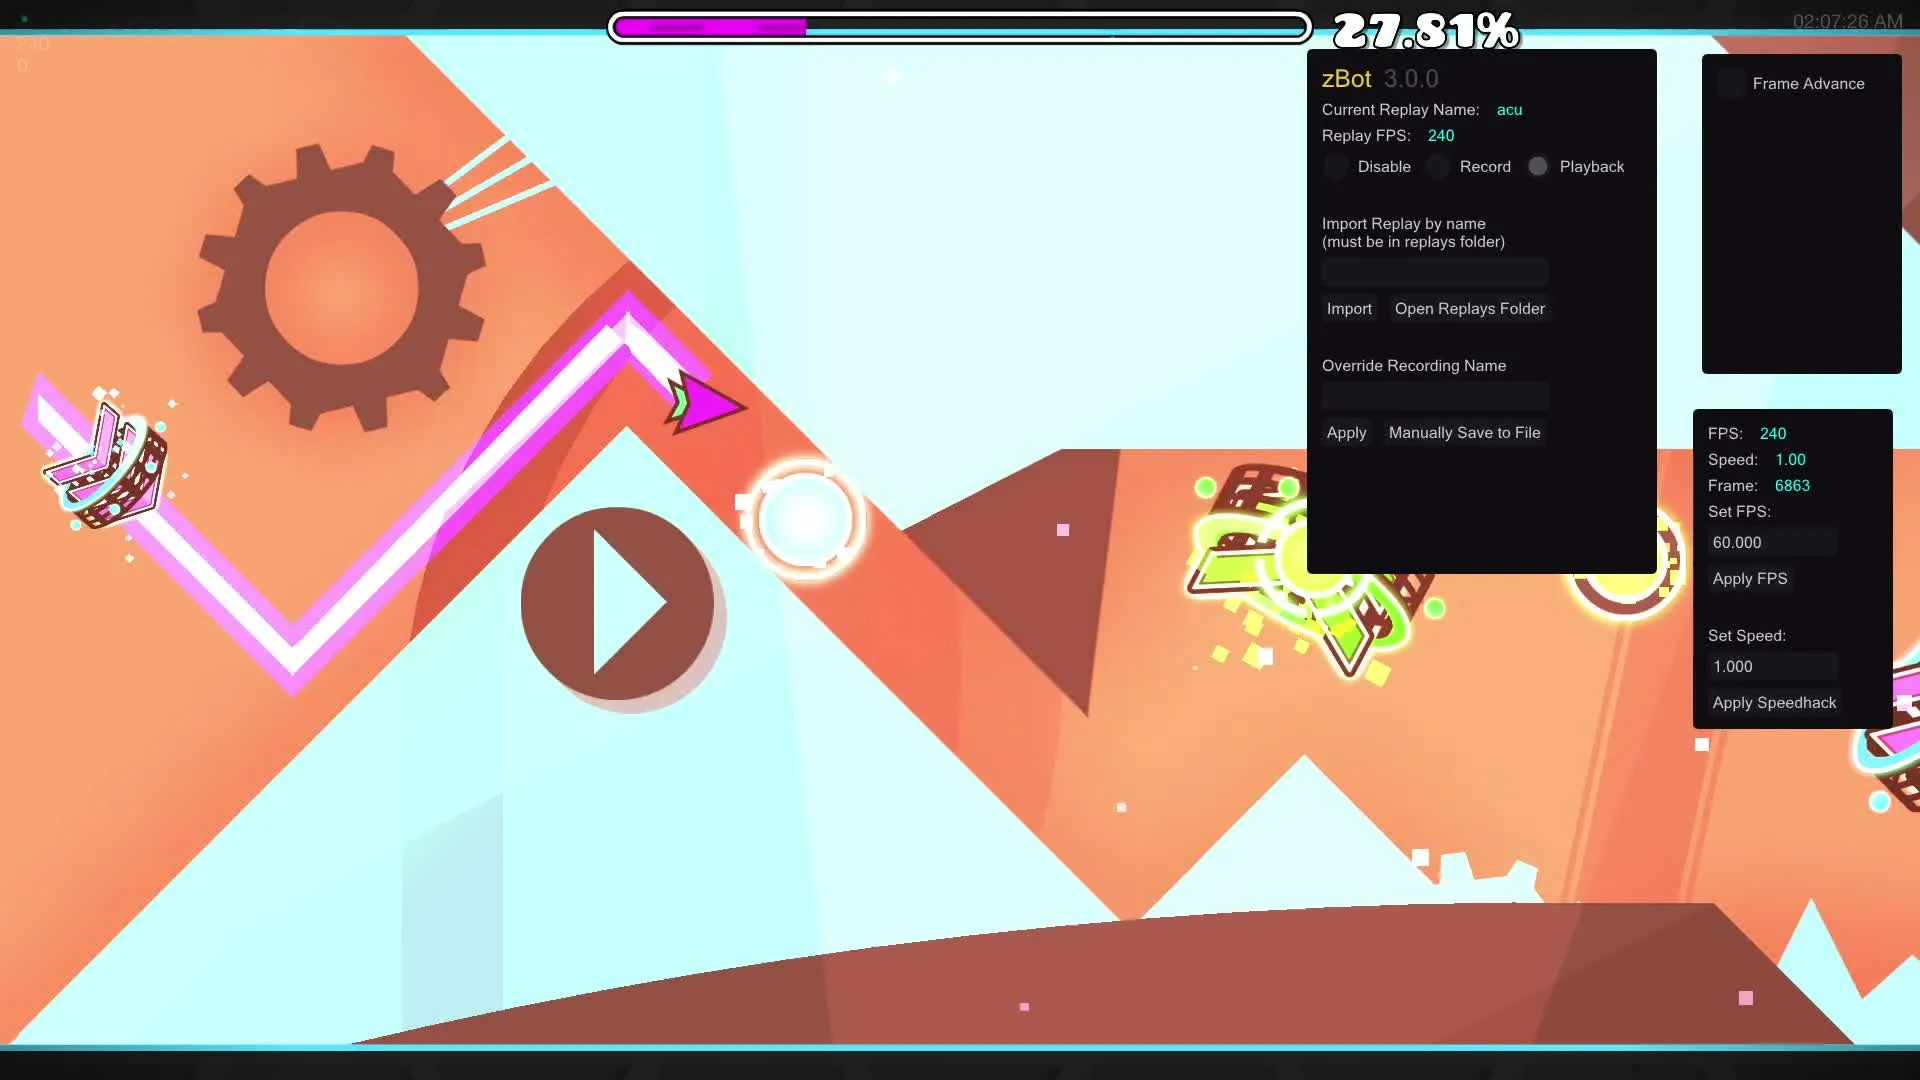 27.81%
02:07:26 AM
240
zBot 3.0.0
Current Replay Name: acu
Replay FPS: 240
Disable Record Playback
Import Replay by name
(must be in replays folder)
Import Open Replays Folder
Override Recording Name
Apply Manually Save to File
Frame Advance
FPS: 240
Speed: 1.00
Frame: 6863
Set FPS:
60.000
Apply FPS
Set Speed:
1.000
Apply Speedhack